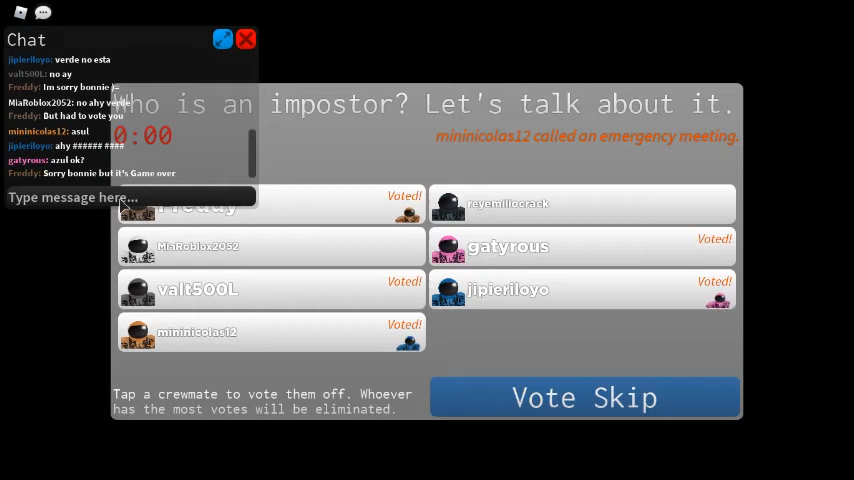 Chat
jipieriloyo: verde no esta
valt500L: no ay
Freddy: Im sorry bonnie )=
MiaRoblox2052: no ahy verde
Freddy: But had to vote you
mininicolas12: asul
jipieriloyo: ahy ###### ####
gatyrous: azul ok?
Freddy: Sorry bonnie but it's Game over
Type message here...
Who is an impostor? Let's talk about it.
0:00
mininicolas12 called an emergency meeting.
Freddy Voted!
reyemillocrack
MiaRoblox2052
gatyrous Voted!
valt500L Voted!
jipieriloyo Voted!
mininicolas12 Voted!
Tap a crewmate to vote them off. Whoever
has the most votes will be eliminated.
Vote Skip